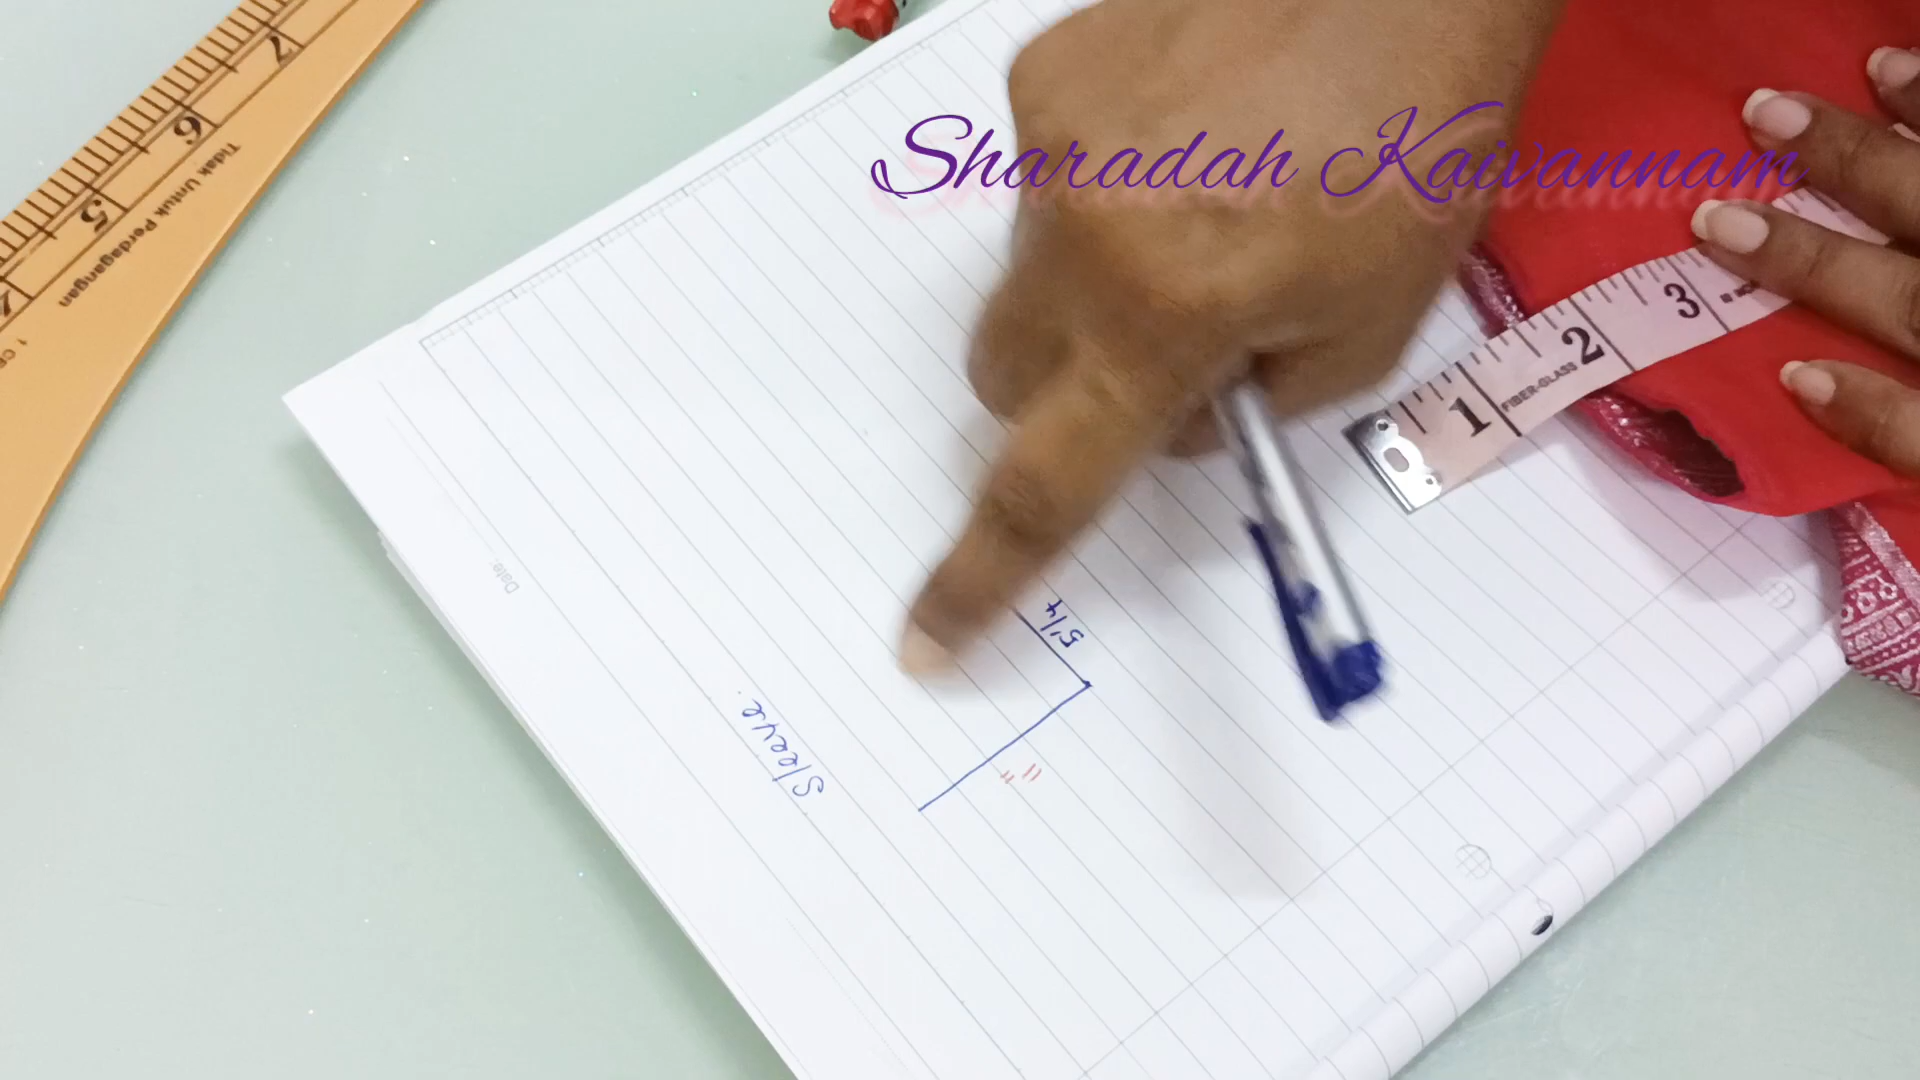 Sharadah Kaivannam
7
6
5
4
Tidak Untuk Perdagangan
1
2
3
FIBER-GLASS
Date:
5 1/4
11"
Sleeve